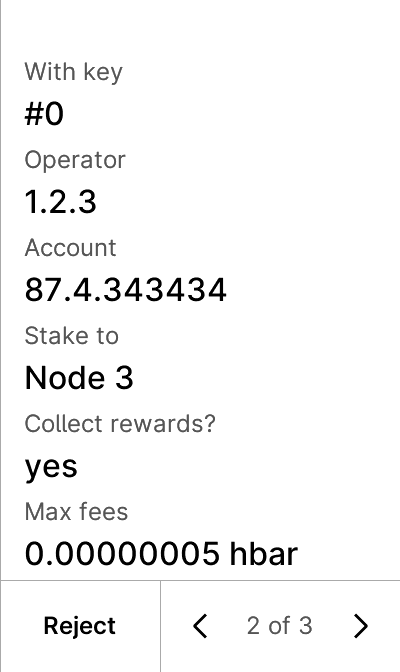 With key
#0
Operator
1.2.3
Account
87.4.343434
Stake to
Node 3
Collect rewards?
yes
Max fees
0.00000005 hbar
Reject
2 of 3